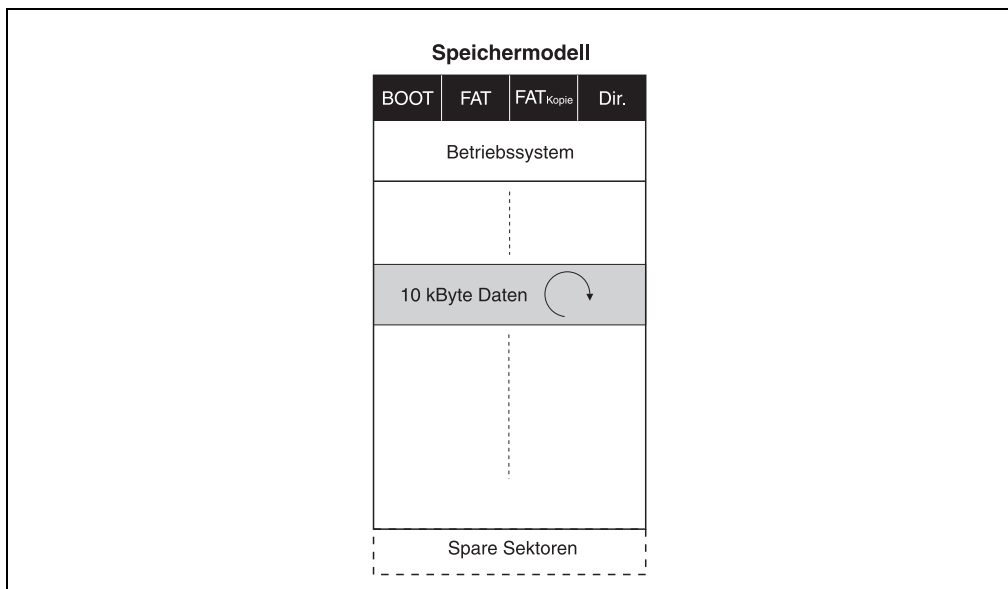 Speichermodell
BOOT FAT FATKopie Dir.
Betriebssystem
10 kByte Daten
Spare Sektoren